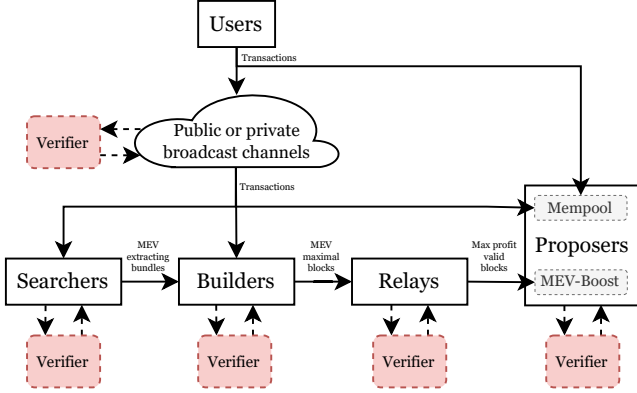 Users
Transactions
Public or private
broadcast channels
Verifier
Transactions
Mempool
Proposers
MEV-Boost
MEV
extracting
bundles
MEV
maximal
blocks
Max profit
valid
blocks
Searchers
Builders
Relays
Verifier
Verifier
Verifier
Verifier